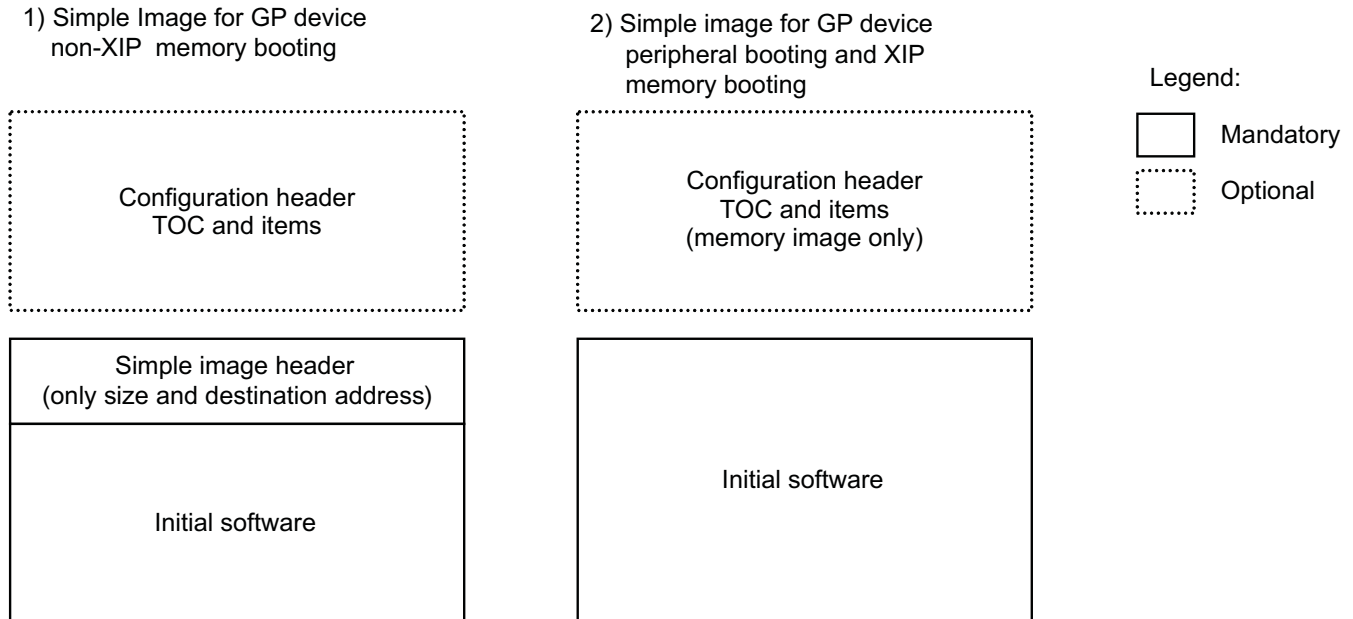 1) Simple Image for GP device
non-XIP memory booting
Configuration header
TOC and items
Simple image header
(only size and destination address)
Initial software
2) Simple image for GP device
peripheral booting and XIP
memory booting
Configuration header
TOC and items
(memory image only)
Initial software
Legend:
Mandatory
Optional